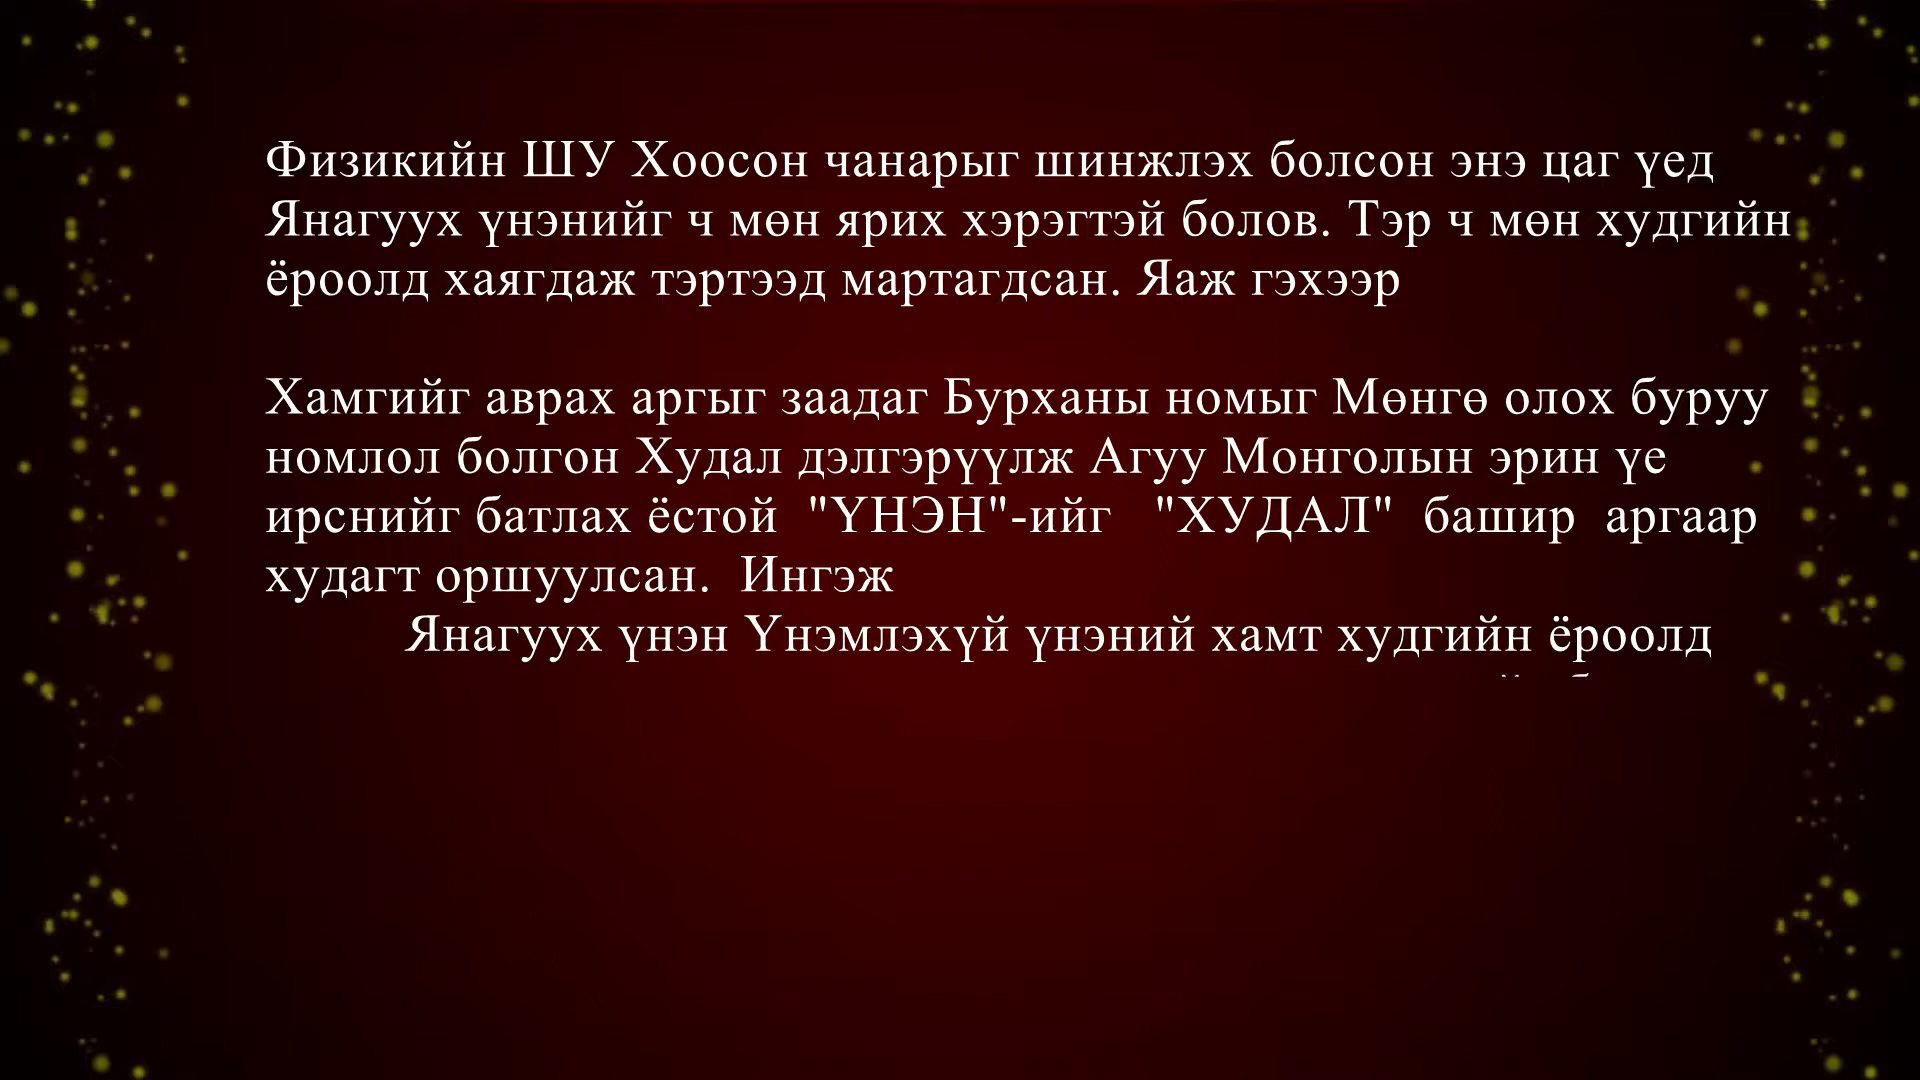 Физикийн ШУ Хоосон чанарыг шинжлэх болсон энэ цаг үед
Янагуух үнэнийг ч мөн ярих хэрэгтэй болов. Тэр ч мөн худгийн
ёроолд хаягдаж тэртээд мартагдсан. Яаж гэхээр
Хамгийг аврах аргыг заадаг Бурханы номыг Мөнгө олох буруу
номлол болгон Худал дэлгэрүүлж Агуу Монголын эрин үе
ирснийг батлах ёстой "ҮНЭН"-ийг "ХУДАЛ" башир аргаар
худагт оршуулсан. Ингэж
Янагуух үнэн Үнэмлэхүй үнэний хамт худгийн ёроолд